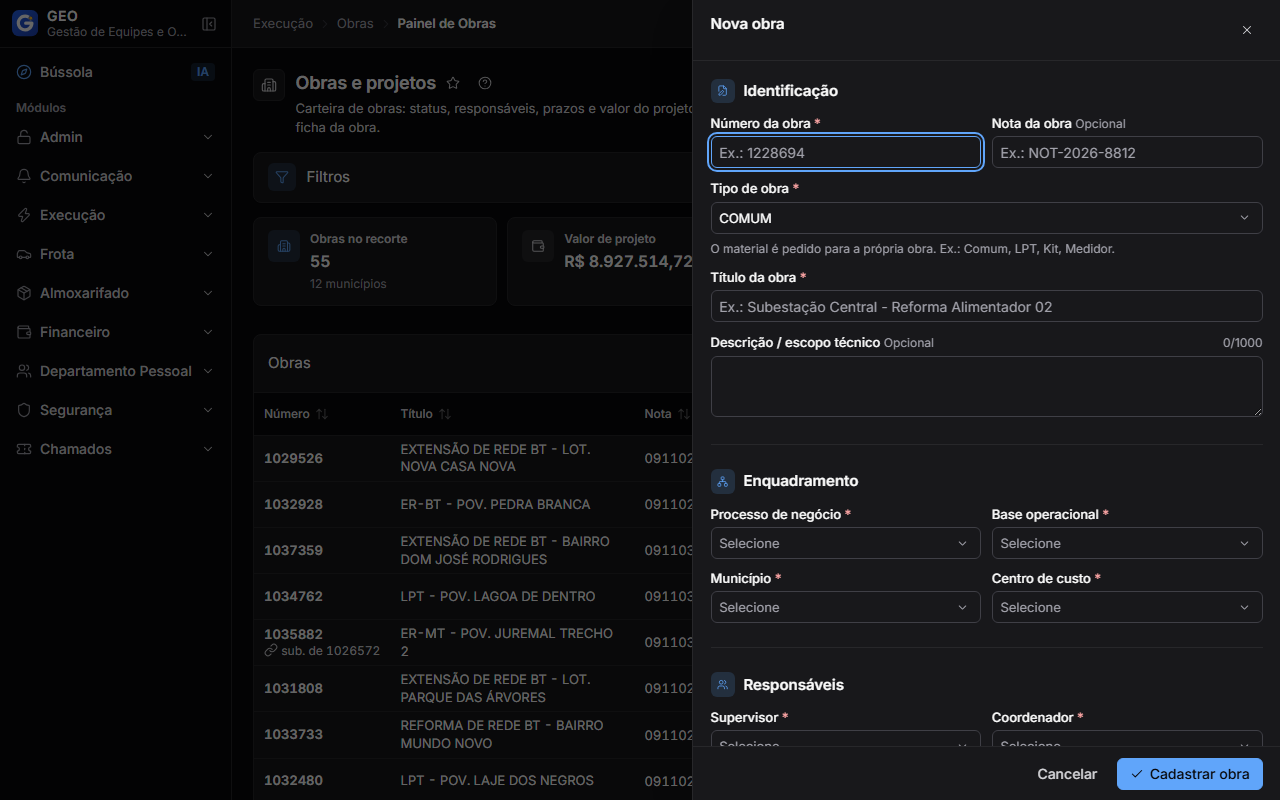 GEO
Gestão de Equipes e O...
Bússola
IA
Módulos
Admin
Comunicação
Execução
Frota
Almoxarifado
Financeiro
Departamento Pessoal
Segurança
Chamados
Execução
Obras
Painel de Obras
Obras e projetos
Carteira de obras: status, responsáveis, prazos e valor do projeto
ficha da obra.
Filtros
Obras no recorte
55
12 municípios
Valor de projeto
R$ 8.927.514,72
Obras
Número
Título
Nota
1029526
EXTENSÃO DE REDE BT - LOT.
NOVA CASA NOVA
091102
1032928
ER-BT - POV. PEDRA BRANCA
091102
1037359
EXTENSÃO DE REDE BT - BAIRRO
DOM JOSÉ RODRIGUES
091103
1034762
LPT - POV. LAGOA DE DENTRO
091103
1035882
sub. de 1026572
ER-MT - POV. JUREMAL TRECHO
2
091103
1031808
EXTENSÃO DE REDE BT - LOT.
PARQUE DAS ÁRVORES
091102
1033733
REFORMA DE REDE BT - BAIRRO
MUNDO NOVO
091102
1032480
LPT - POV. LAJE DOS NEGROS
091102
Nova obra
Identificação
Número da obra *
Ex.: 1228694
Nota da obra Opcional
Ex.: NOT-2026-8812
Tipo de obra *
COMUM
O material é pedido para a própria obra. Ex.: Comum, LPT, Kit, Medidor.
Título da obra *
Ex.: Subestação Central - Reforma Alimentador 02
Descrição / escopo técnico Opcional
0/1000
Enquadramento
Processo de negócio *
Selecione
Base operacional *
Selecione
Município *
Selecione
Centro de custo *
Selecione
Responsáveis
Supervisor *
Selecione
Coordenador *
Selecione
Cancelar
Cadastrar obra